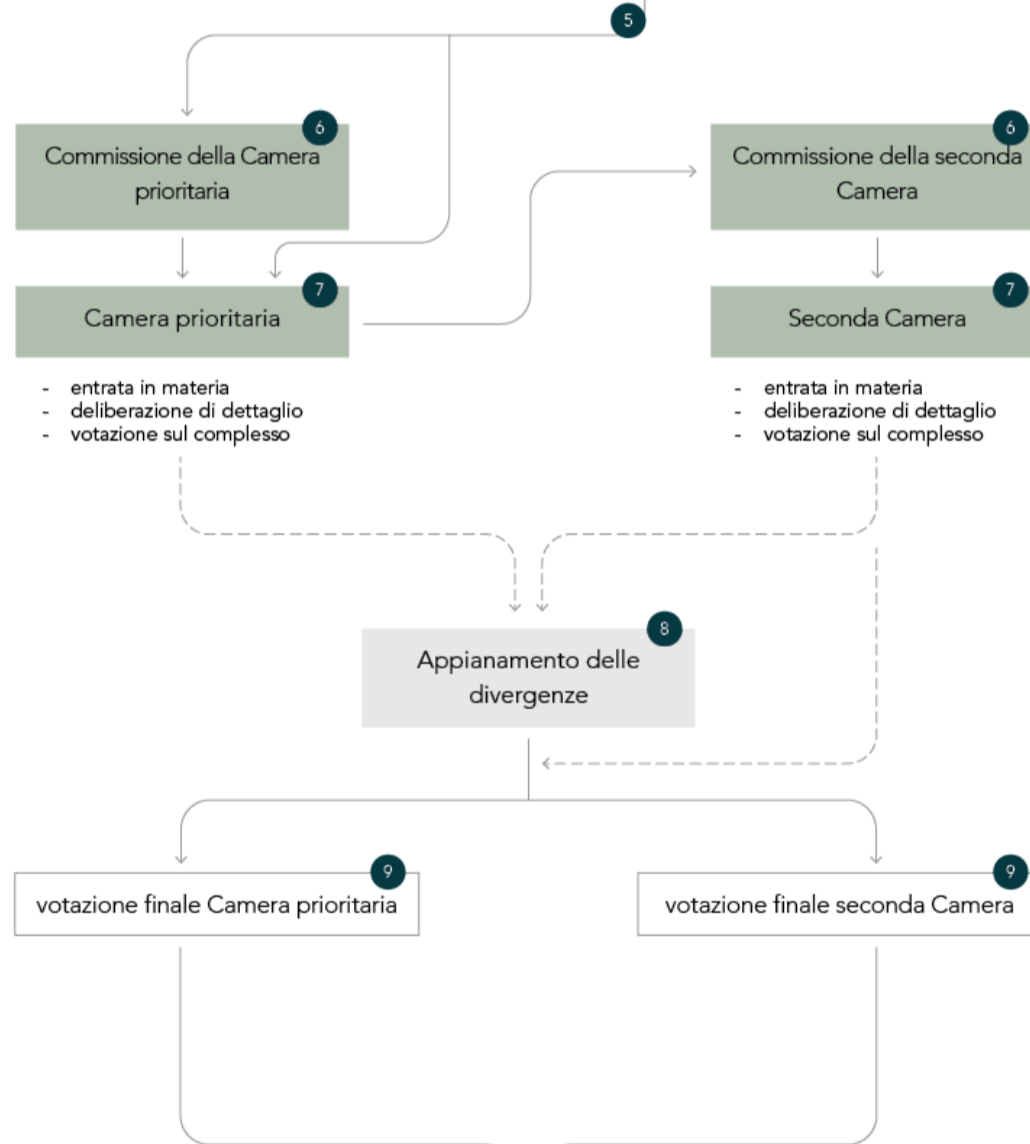 5
6
Commissione della Camera
prioritaria
6
Commissione della seconda
Camera
7
Camera prioritaria
7
Seconda Camera
- entrata in materia
- deliberazione di dettaglio
- votazione sul complesso
- entrata in materia
- deliberazione di dettaglio
- votazione sul complesso
8
Appianamento delle
divergenze
9
votazione finale Camera prioritaria
9
votazione finale seconda Camera